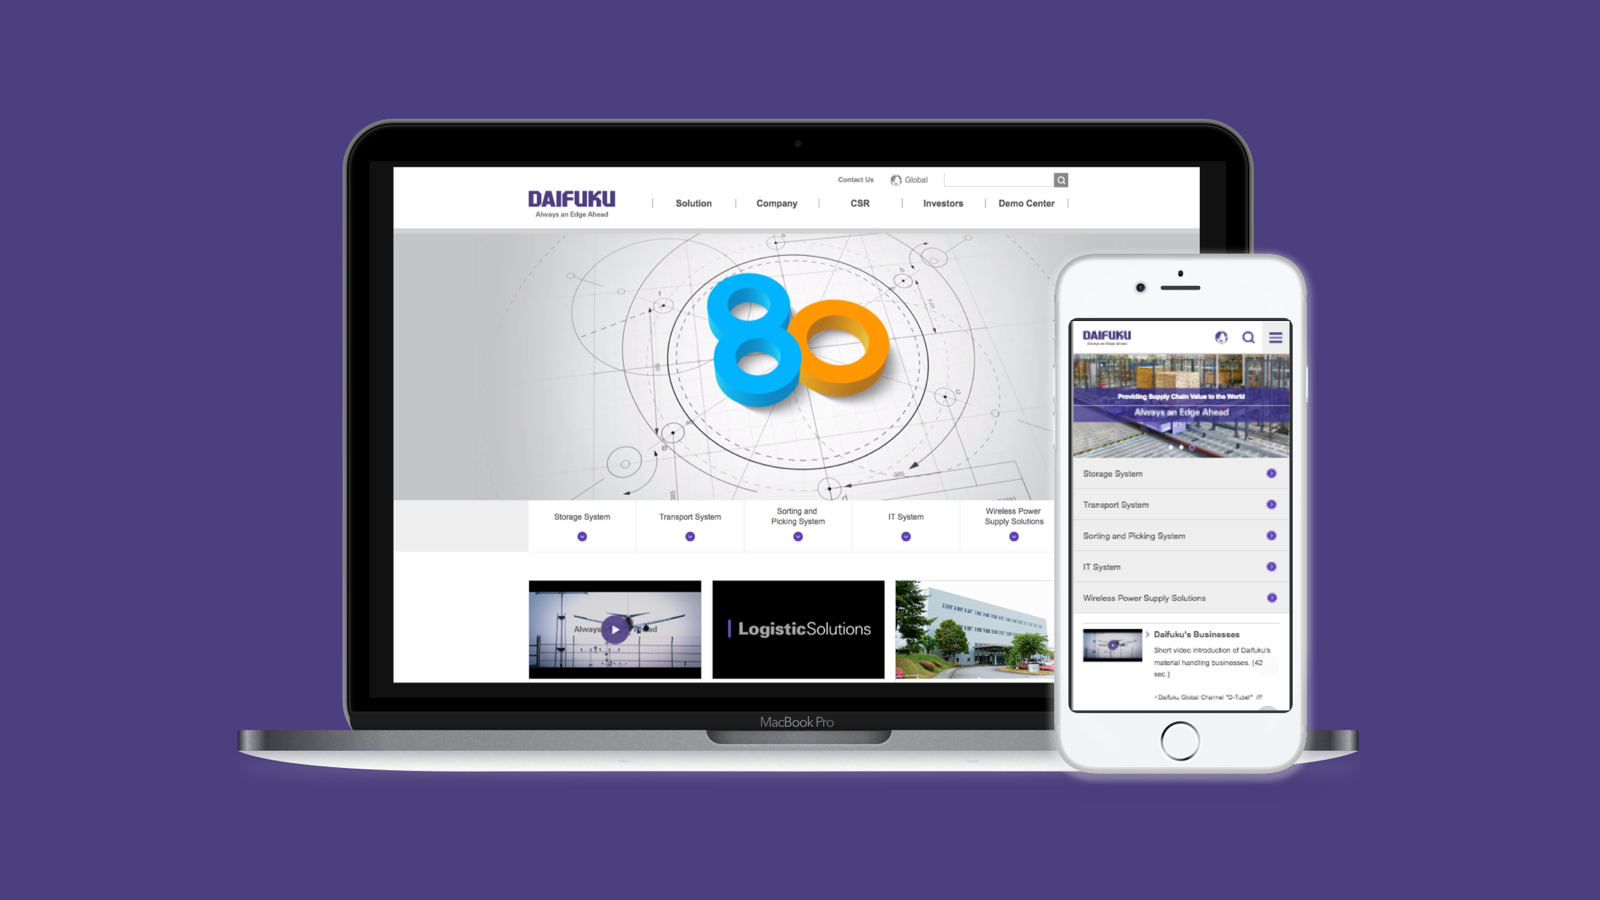 Contact Us
Global
DAIFUKU
Always an Edge Ahead
Solution
Company
CSR
Investors
Demo Center
80
Storage System
Transport System
Sorting and
Picking System
IT System
Wireless Power
Supply Solutions
Always
LogisticSolutions
MacBook Pro
DAIFUKU
Always an Edge Ahead
Providing Supply Chain Value to the World
Always an Edge Ahead
Storage System
Transport System
Sorting and Picking System
IT System
Wireless Power Supply Solutions
Daifuku's Businesses
Short video introduction of Daifuku's
material handling businesses. (42
sec.)
Daifuku Global Channel "D-Tube!"